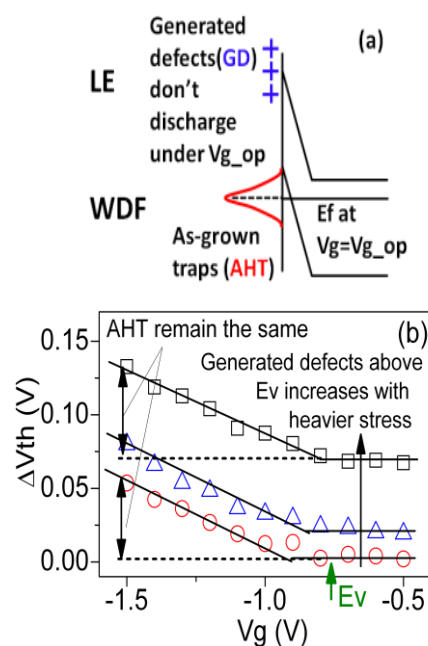 Generated
defects(GD)
don't
discharge
under Vg_op
(a)
LE
WDF
As-grown
traps (AHT)
Ef at
Vg=Vg_op
AHT remain the same
(b)
Generated defects above
Ev increases with
heavier stress
ΔVth (V)
0.15
0.10
0.05
0.00
Ev
-1.5
-1.0
-0.5
Vg (V)